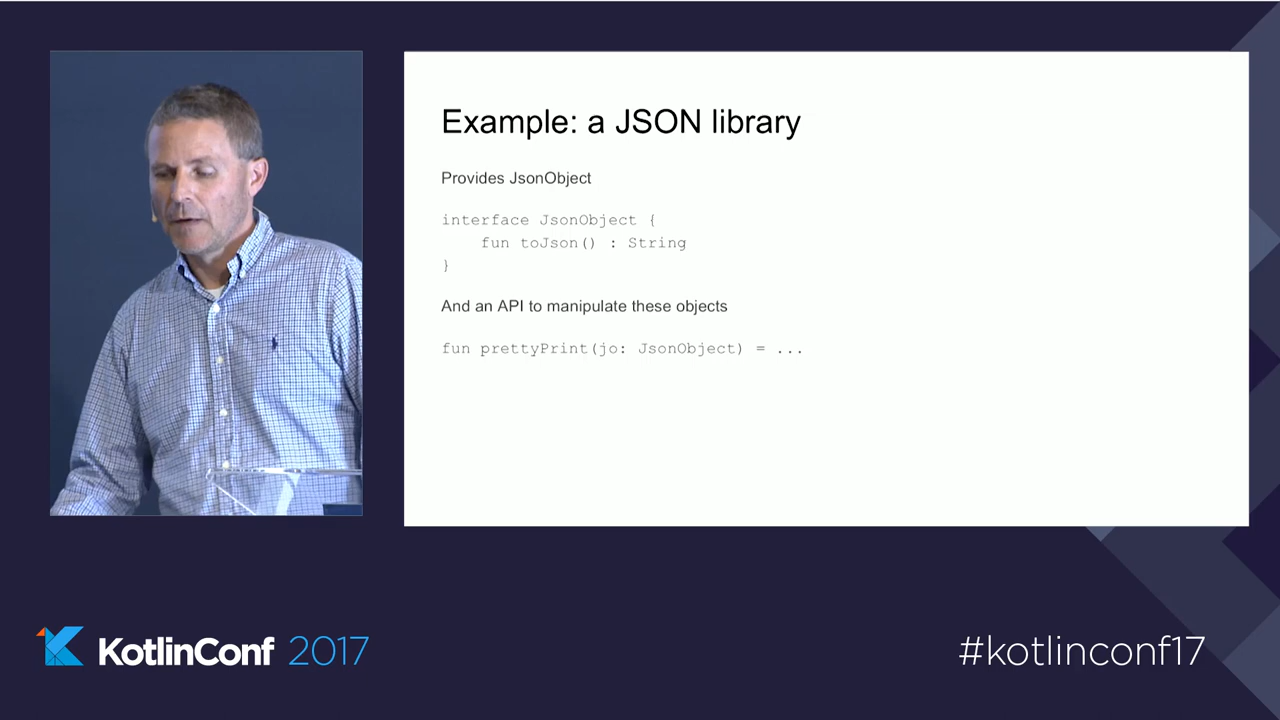 Example: a JSON library
Provides JsonObject
interface JsonObject {
    fun toJson() : String
}
And an API to manipulate these objects
fun prettyPrint(jo: JsonObject) = ...
KotlinConf 2017
#kotlinconf17